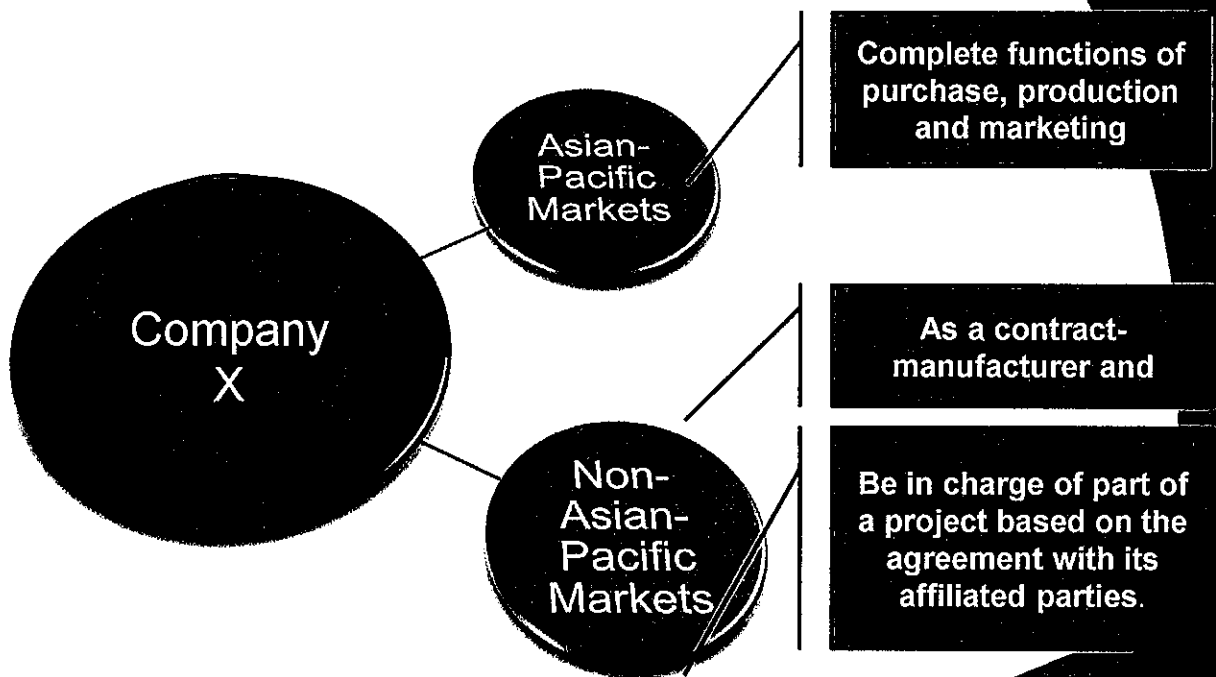 Company
X
Asian-
Pacific
Markets
Complete functions of
purchase, production
and marketing
Non-
Asian-
Pacific
Markets
As a contract-
manufacturer and
Be in charge of part of
a project based on the
agreement with its
affiliated parties.